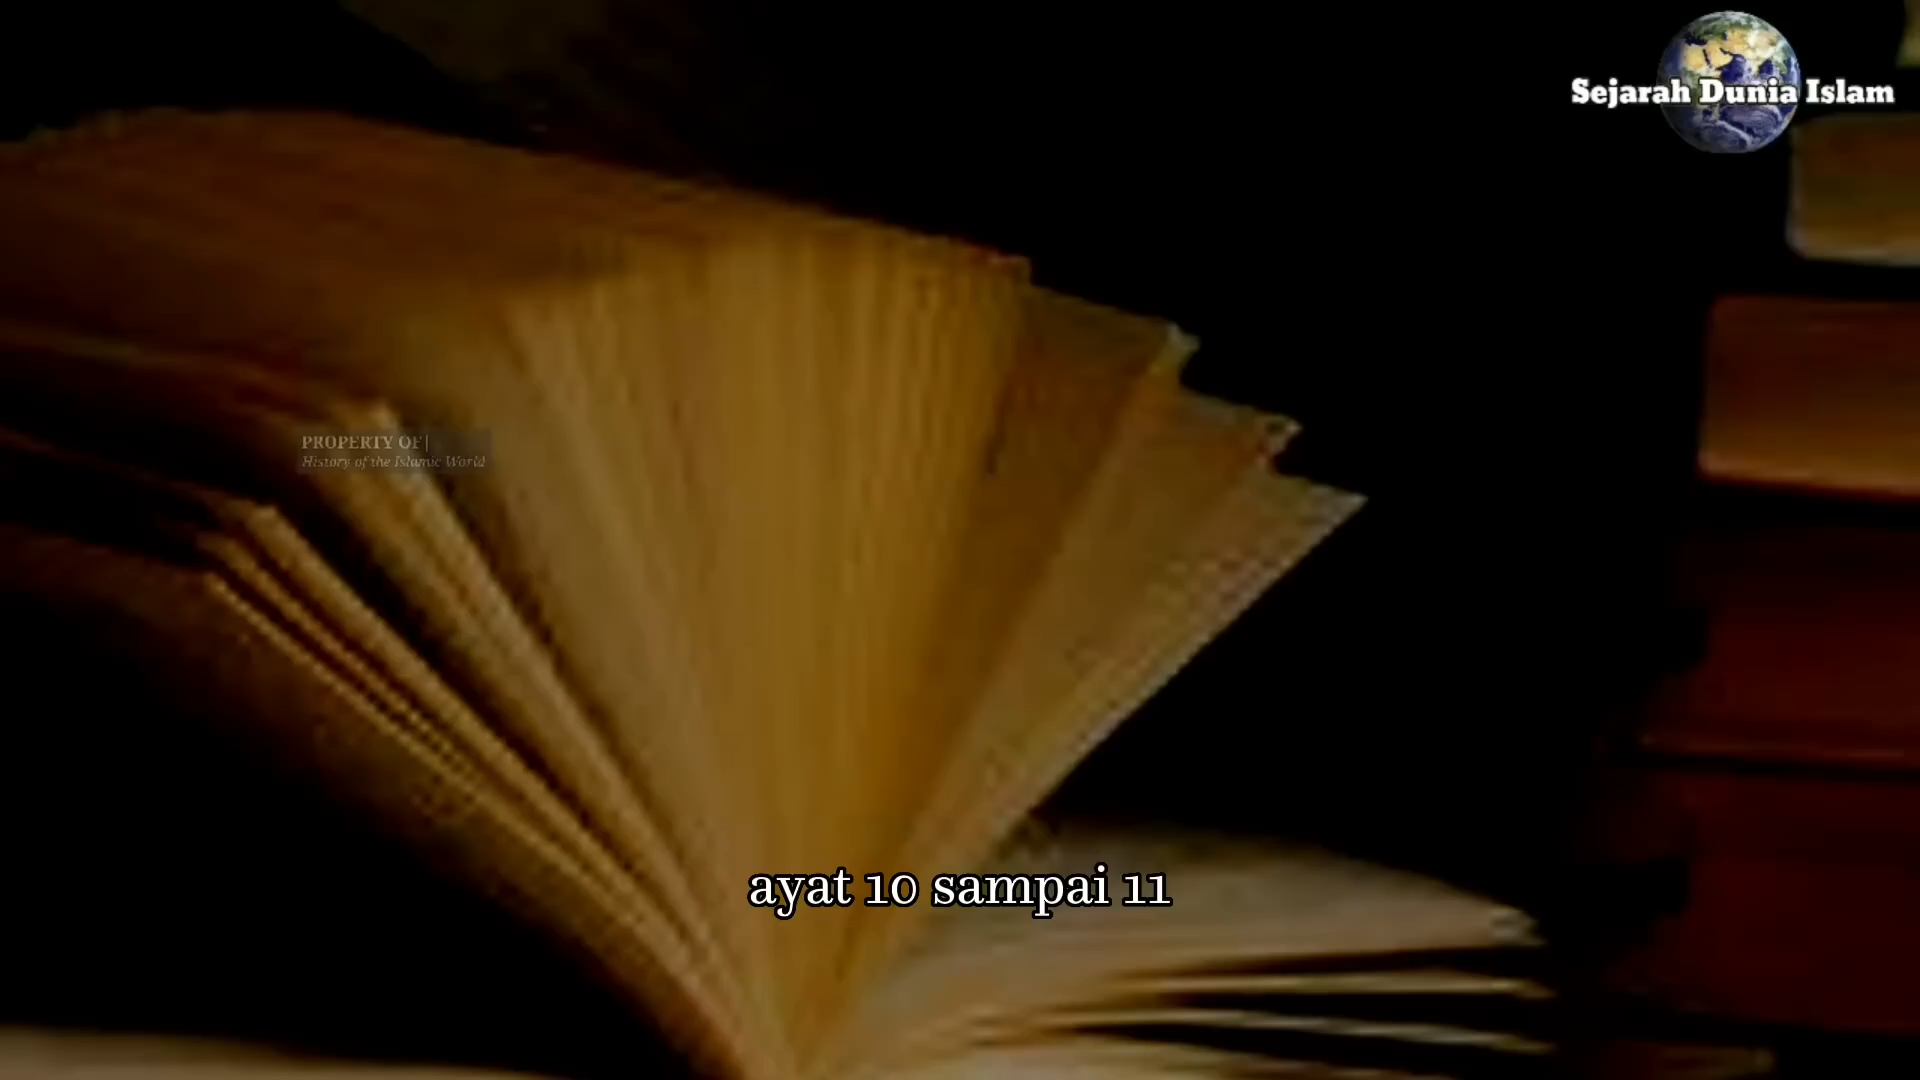 Sejarah Dunia Islam
PROPERTY OF|
History of the Islamic World
ayat 10 sampai 11